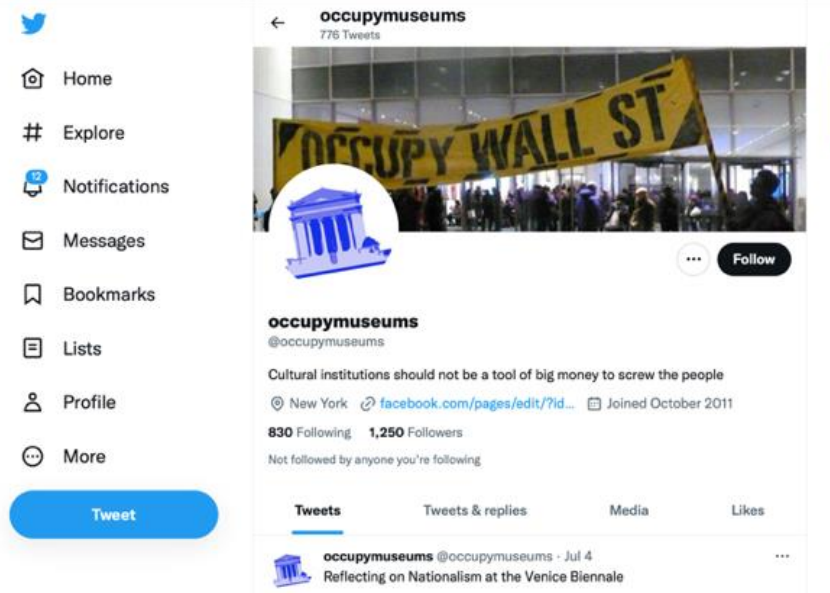 occupymuseums
776 Tweets
Home
Explore
12
Notifications
Messages
Bookmarks
Lists
Profile
More
Tweet
OCCUPY WALL ST
Follow
occupymuseums
@occupymuseums
Cultural institutions should not be a tool of big money to screw the people
New York facebook.com/pages/edit/?id... Joined October 2011
830 Following 1,250 Followers
Not followed by anyone you're following
Tweets Tweets & replies Media Likes
occupymuseums @occupymuseums · Jul 4
Reflecting on Nationalism at the Venice Biennale